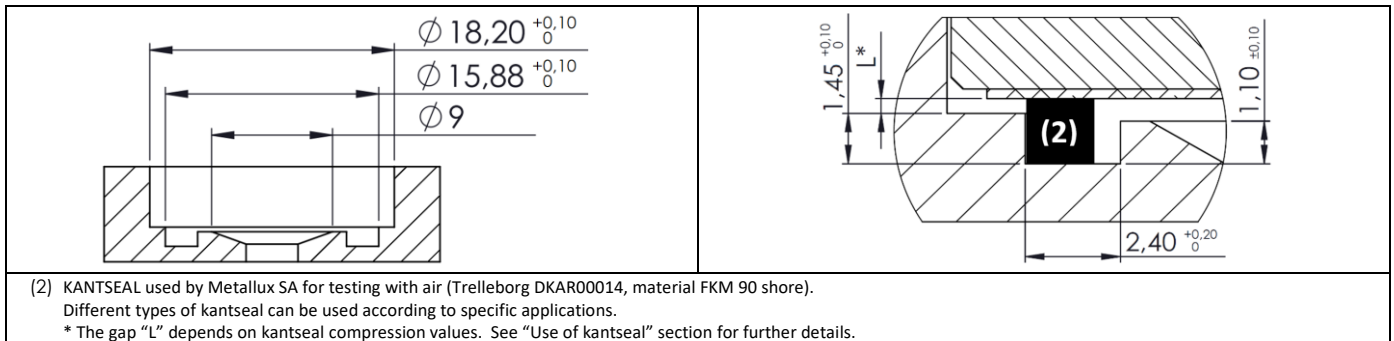 Ø 18,20 +0,10 0
Ø 15,88 +0,10 0
Ø 9
1,45 +0,10 0
L*
(2)
1,10 ±0,10
2,40 +0,20 0
(2) KANTSEAL used by Metallux SA for testing with air (Trelleborg DKAR00014, material FKM 90 shore).
Different types of kantseal can be used according to specific applications.
* The gap “L” depends on kantseal compression values. See “Use of kantseal” section for further details.